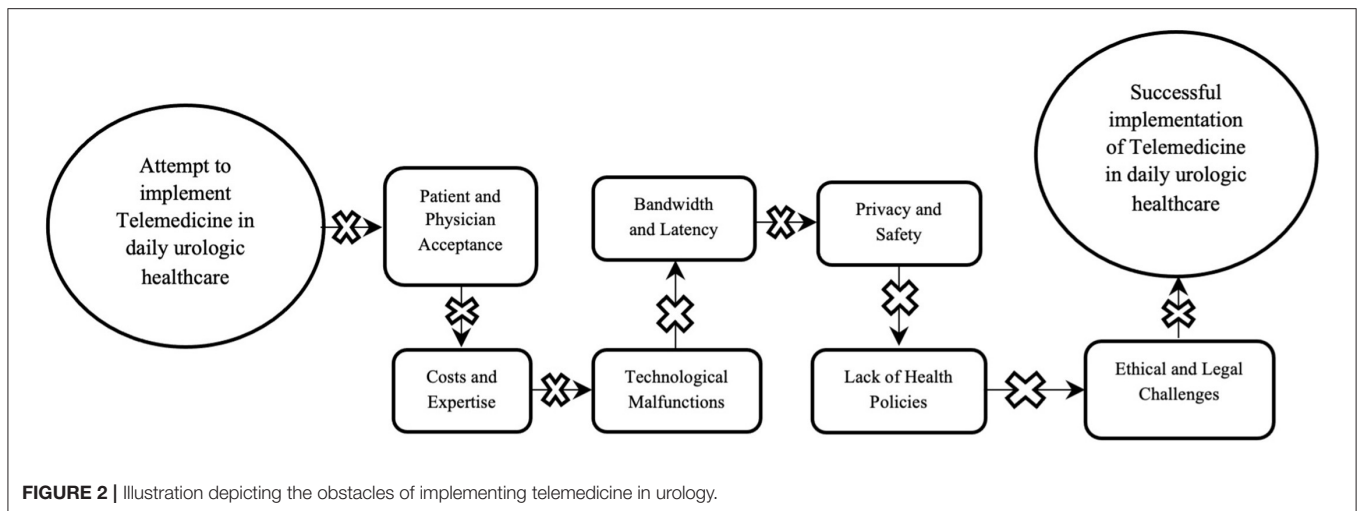 Attempt to
implement
Telemedicine in
daily urologic
healthcare
Patient and
Physician
Acceptance
Costs and
Expertise
Technological
Malfunctions
Bandwidth
and Latency
Privacy and
Safety
Lack of Health
Policies
Ethical and Legal
Challenges
Successful
implementation
of Telemedicine
in daily urologic
healthcare
FIGURE 2 | Illustration depicting the obstacles of implementing telemedicine in urology.